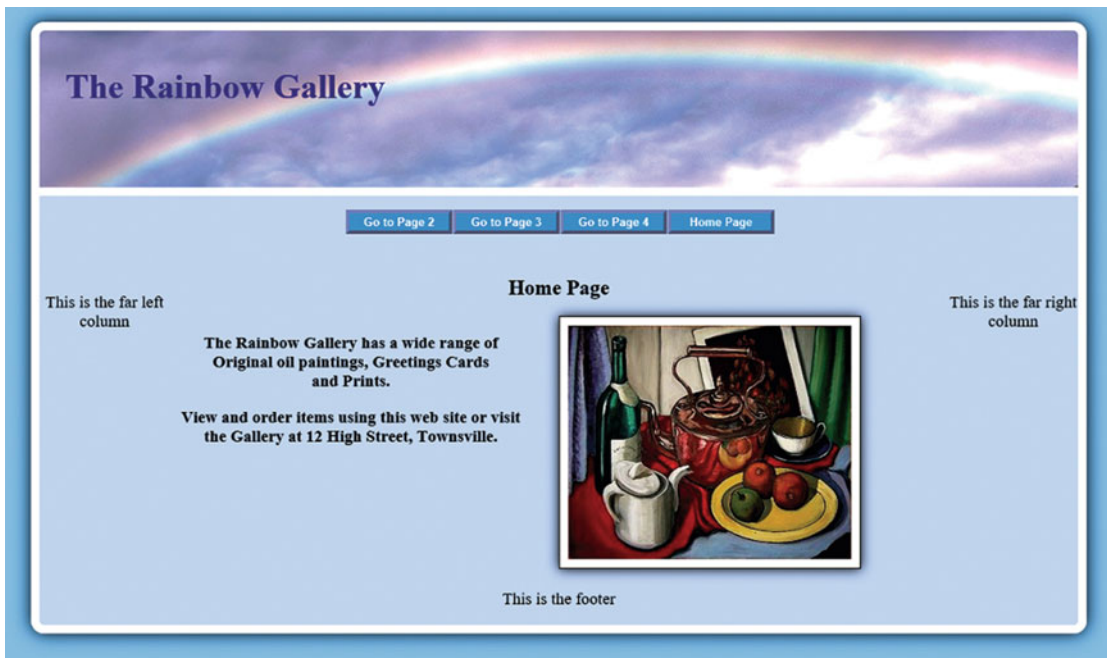 The Rainbow Gallery
Go to Page 2
Go to Page 3
Go to Page 4
Home Page
Home Page
This is the far left
column
The Rainbow Gallery has a wide range of
Original oil paintings, Greetings Cards
and Prints.
View and order items using this web site or visit
the Gallery at 12 High Street, Townsville.
This is the far right
column
This is the footer